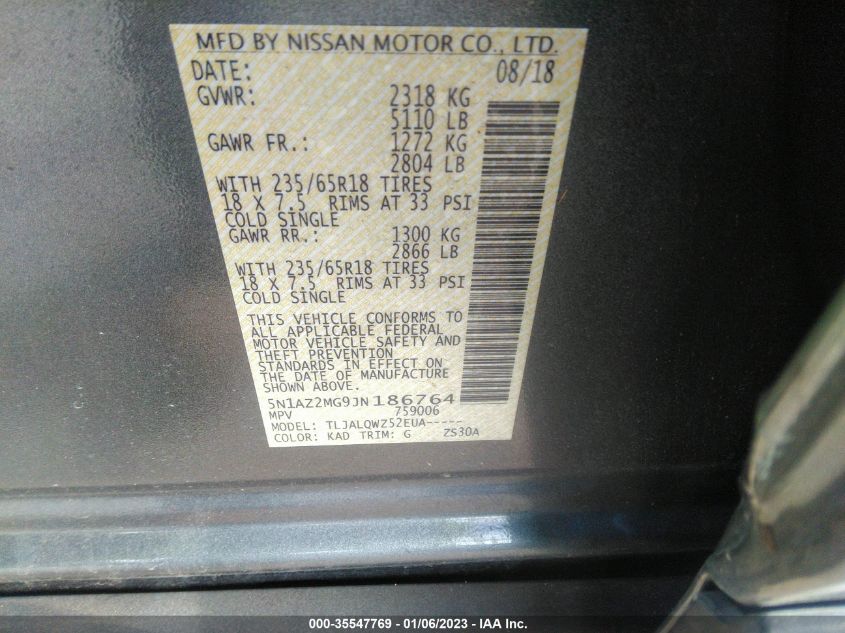 MFD BY NISSAN MOTOR CO., LTD.
DATE: 08/18
GVWR: 2318 KG
5110 LB
GAWR FR.: 1272 KG
2804 LB
WITH 235/65R18 TIRES
18 X 7.5 RIMS AT 33 PSI
COLD SINGLE
GAWR RR.: 1300 KG
2866 LB
WITH 235/65R18 TIRES
18 X 7.5 RIMS AT 33 PSI
COLD SINGLE
THIS VEHICLE CONFORMS TO
ALL APPLICABLE FEDERAL
MOTOR VEHICLE SAFETY AND
THEFT PREVENTION
STANDARDS IN EFFECT ON
THE DATE OF MANUFACTURE
SHOWN ABOVE.
5N1AZ2MG9JN186764
MPV 759006
MODEL: TLJALQWZ52EUA-----
COLOR: KAD TRIM: G ZS30A
000-35547769 - 01/06/2023 - IAA Inc.